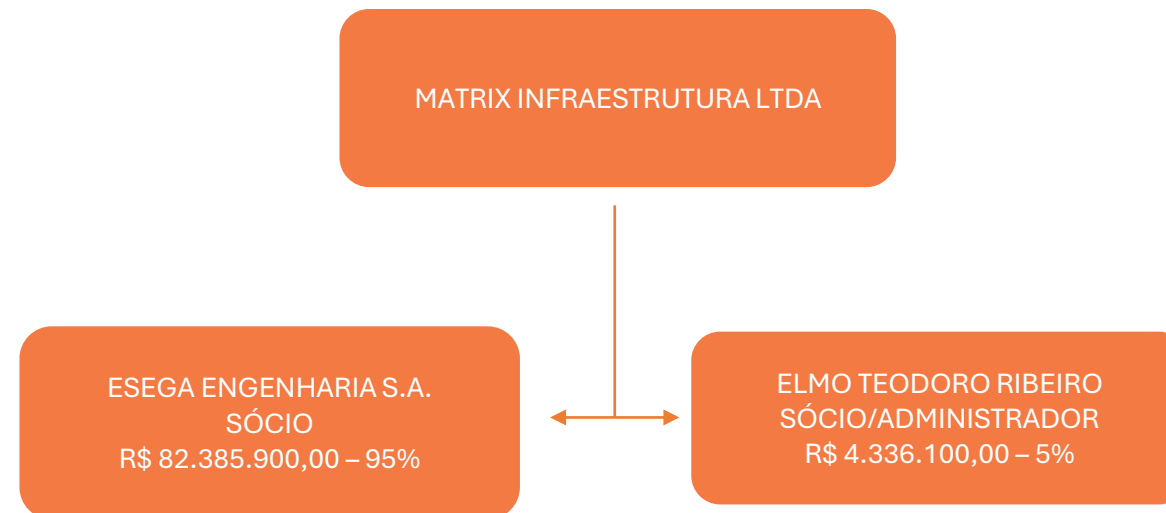 MATRIX INFRAESTRUTURA LTDA
ESEGA ENGENHARIA S.A.
SÓCIO
R$ 82.385.900,00 – 95%
ELMO TEODORO RIBEIRO
SÓCIO/ADMINISTRADOR
R$ 4.336.100,00 – 5%